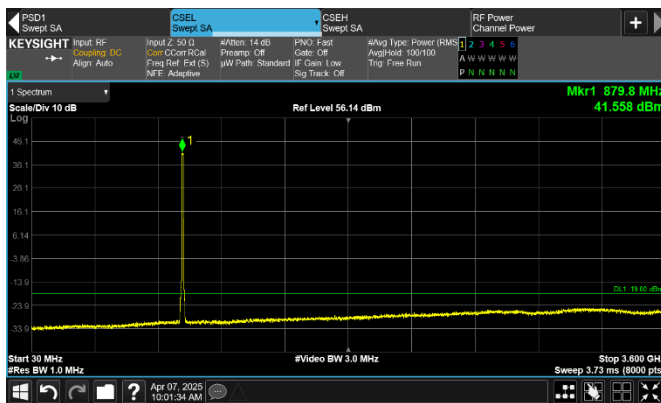 PSD1
Swept SA
CSEL
Swept SA
CSEH
Swept SA
RF Power
Channel Power
+
KEYSIGHT
Input: RF
Coupling: DC
Align: Auto
Input Z: 50 Ω
Corr CCorr RCal
Freq Ref: Ext (S)
NFE: Adaptive
#Atten: 14 dB
Preamp: Off
µW Path: Standard
PNO: Fast
Gate: Off
IF Gain: Low
Sig Track: Off
#Avg Type: Power (RMS
Avg|Hold: 100/100
Trig: Free Run
1 2 3 4 5 6
A W W W W W
P N N N N N
1 Spectrum
Scale/Div 10 dB
Ref Level 56.14 dBm
Mkr1 879.8 MHz
41.558 dBm
Log
46.1
36.1
26.1
16.1
6.14
-3.86
-13.9
-23.9
-33.9
1
Start 30 MHz
#Res BW 1.0 MHz
#Video BW 3.0 MHz
Stop 3.600 GHz
Sweep 3.73 ms (8000 pts)
?
Apr 07, 2025
10:01:34 AM